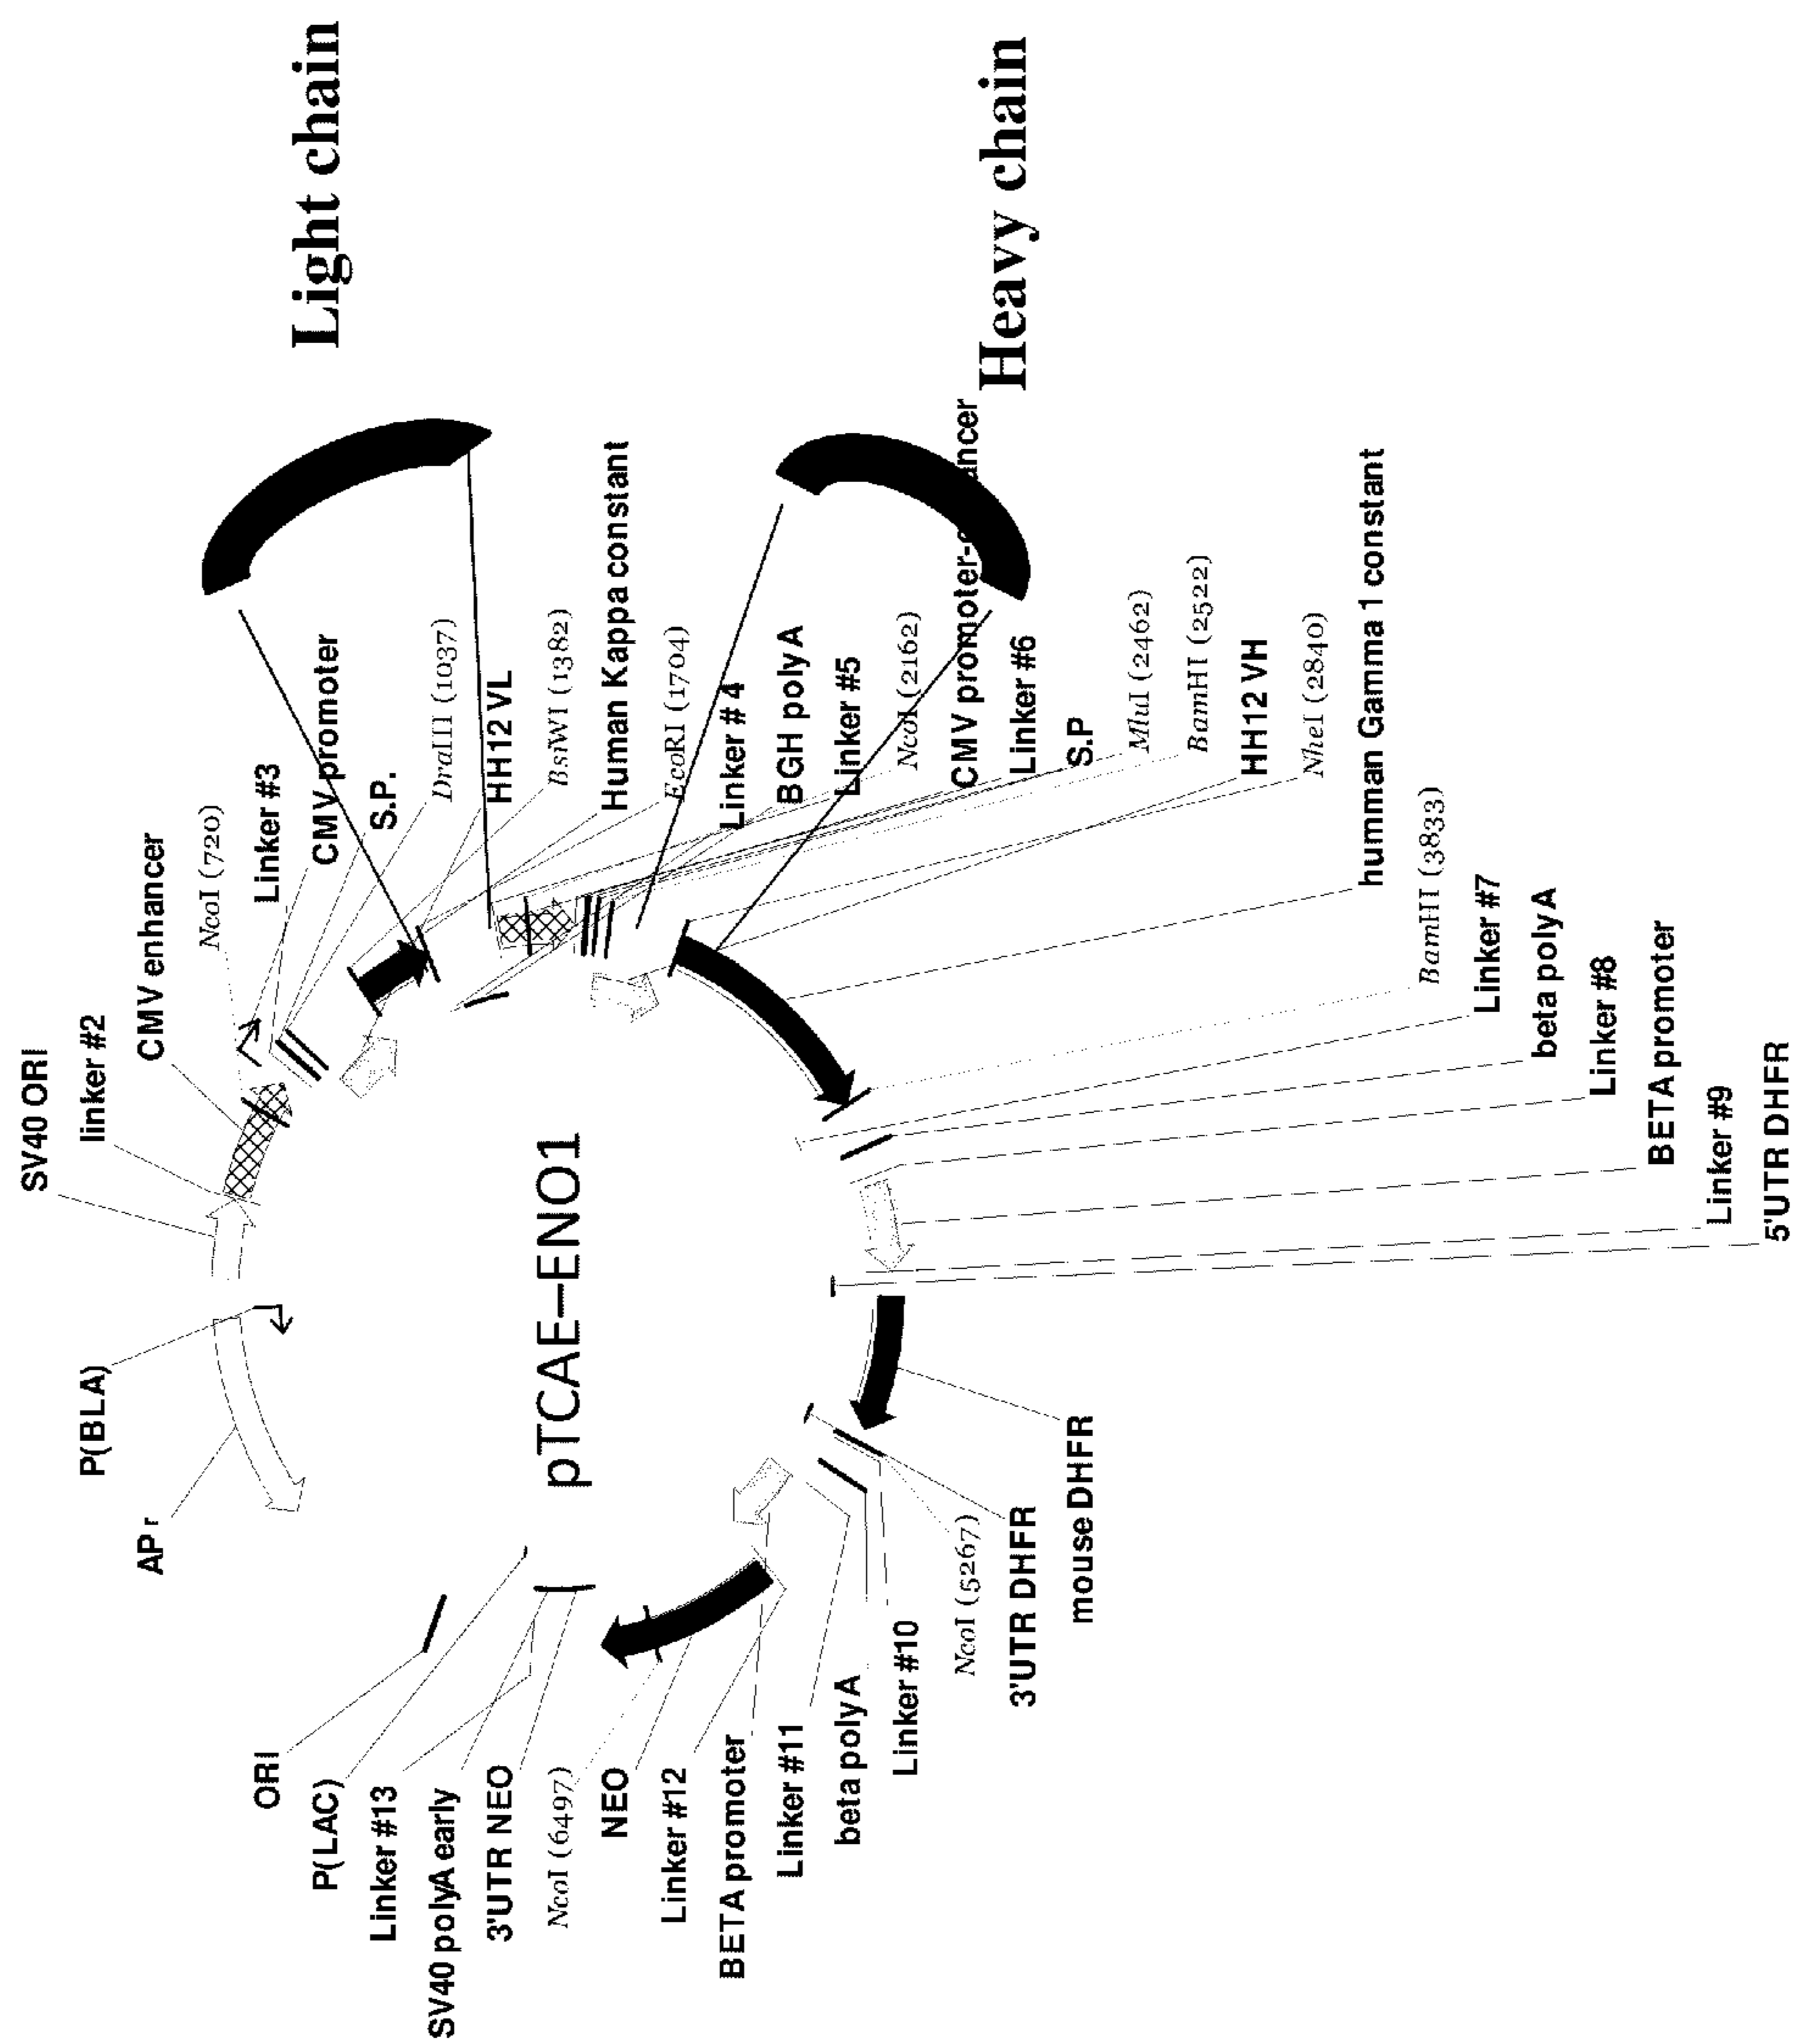 SV40 ORI
linker #2
CMV enhancer
NcoI (720)
Linker #3
CMV promoter
S.P.
DraIII (1037)
HH12 VL
BsiWI (1382)
Human Kappa constant
EcoRI (1704)
Linker # 4
BGH polyA
Linker #5
NcoI (2162)
CMV promoter-enhancer
Linker #6
S.P
MluI (2462)
BamHI (2522)
HH12 VH
NheI (2840)
human Gamma 1 constant
BamHI (3833)
Linker #7
beta polyA
Linker #8
BETA promoter
Linker #9
5'UTR DHFR
Light chain
Heavy chain
pTCAE–ENO1
P(BLA)
APr
ORI
P(LAC)
Linker #13
SV40 polyA early
3'UTR NEO
NcoI (6497)
NEO
Linker #12
BETA promoter
Linker #11
beta polyA
Linker #10
NcoI (5267)
3'UTR DHFR
mouse DHFR